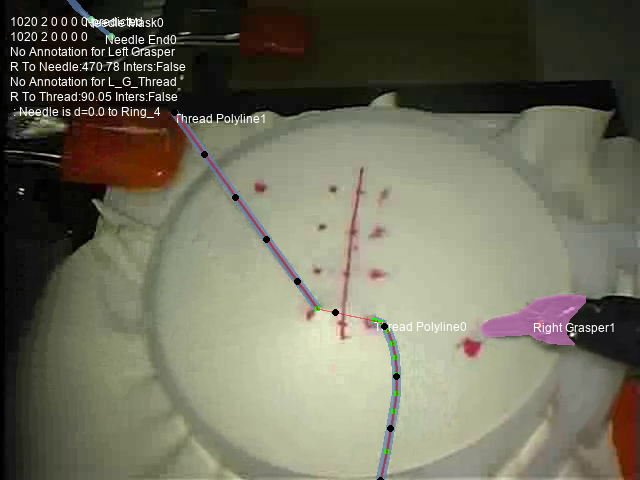 1020 2 0 0 0 0 predicted
Needle Mask0
1020 2 0 0 0 0
Needle End0
No Annotation for Left Grasper
R To Needle:470.78 Inters:False
No Annotation for L_G_Thread
R To Thread:90.05 Inters:False
: Needle is d=0.0 to Ring_4
Thread Polyline1
Thread Polyline0
Right Grasper1